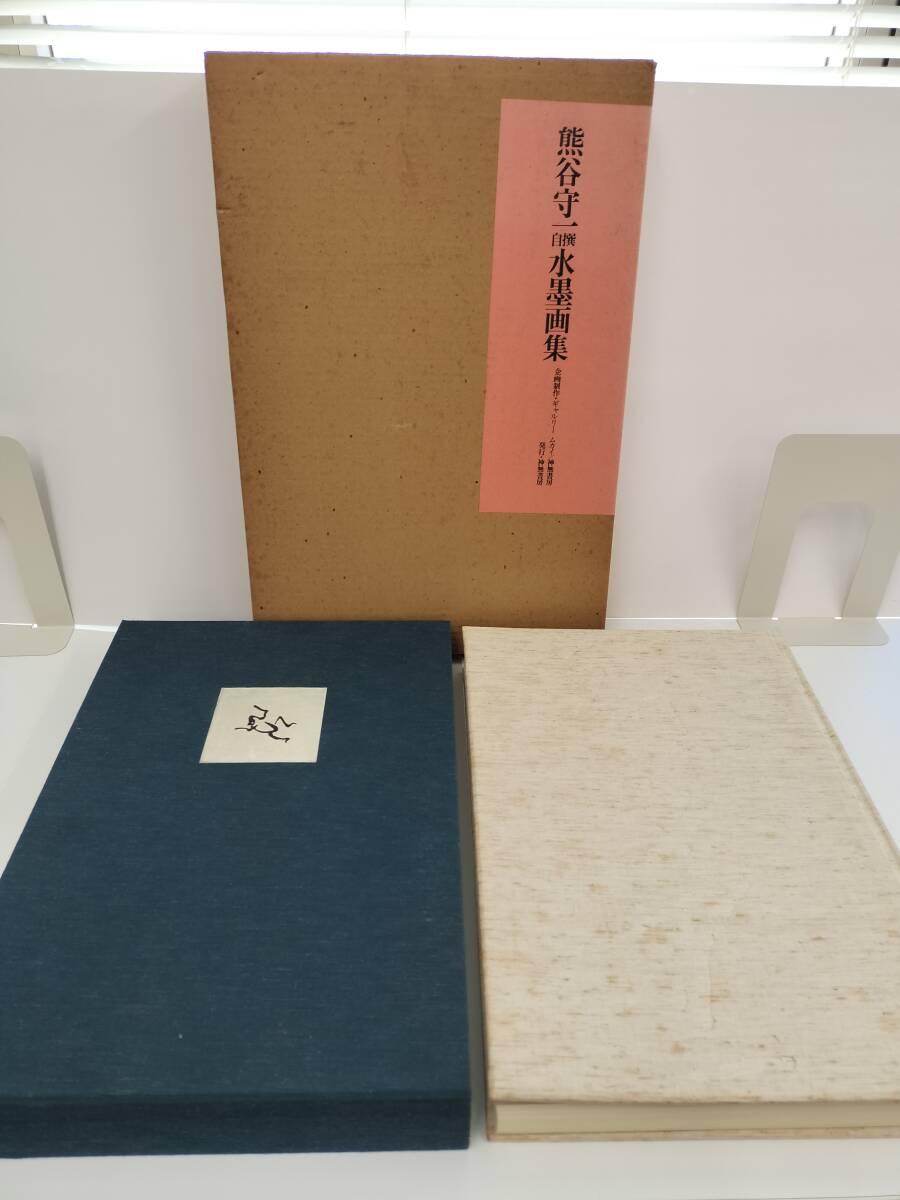 熊谷守一
自撰
水墨画集
企画制作・ギャルリームカイ/神無書房
発行・神無書房